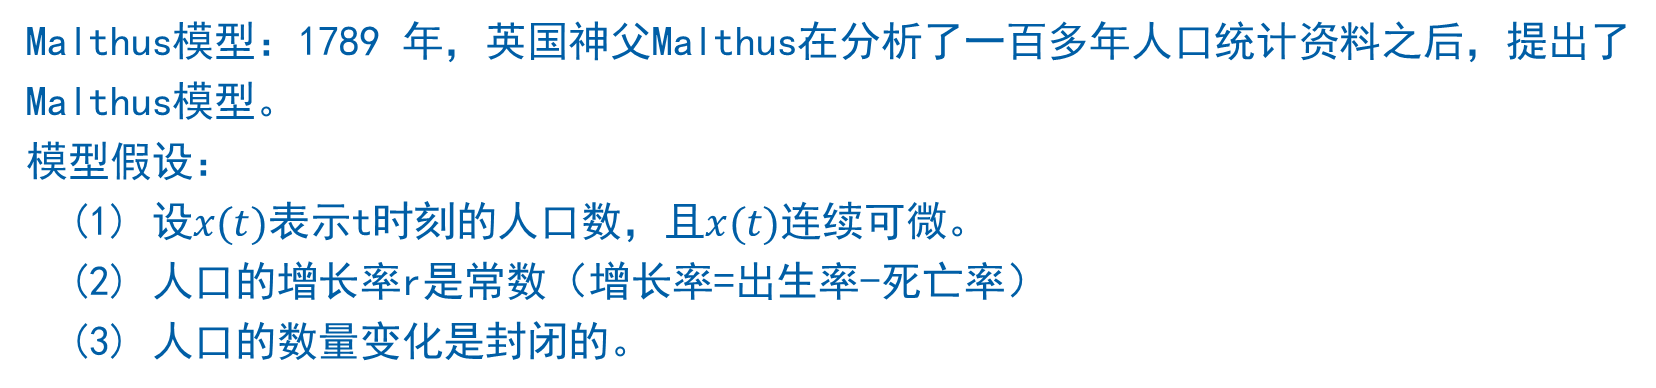 Malthus模型：1789 年，英国神父Malthus在分析了一百多年人口统计资料之后，提出了
Malthus模型。
模型假设：
（1） 设x(t)表示t时刻的人口数，且x(t)连续可微。
（2） 人口的增长率r是常数（增长率=出生率-死亡率）
（3） 人口的数量变化是封闭的。